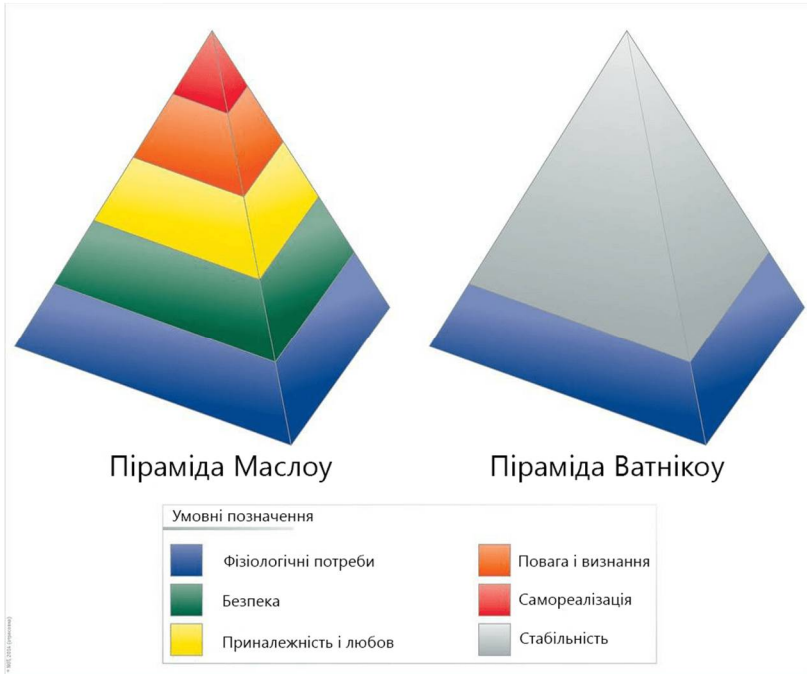 Піраміда Маслоу
Піраміда Ватнікоу
Умовні позначення
Фізіологічні потреби
Безпека
Приналежність і любов
Повага і визнання
Самореалізація
Стабільність